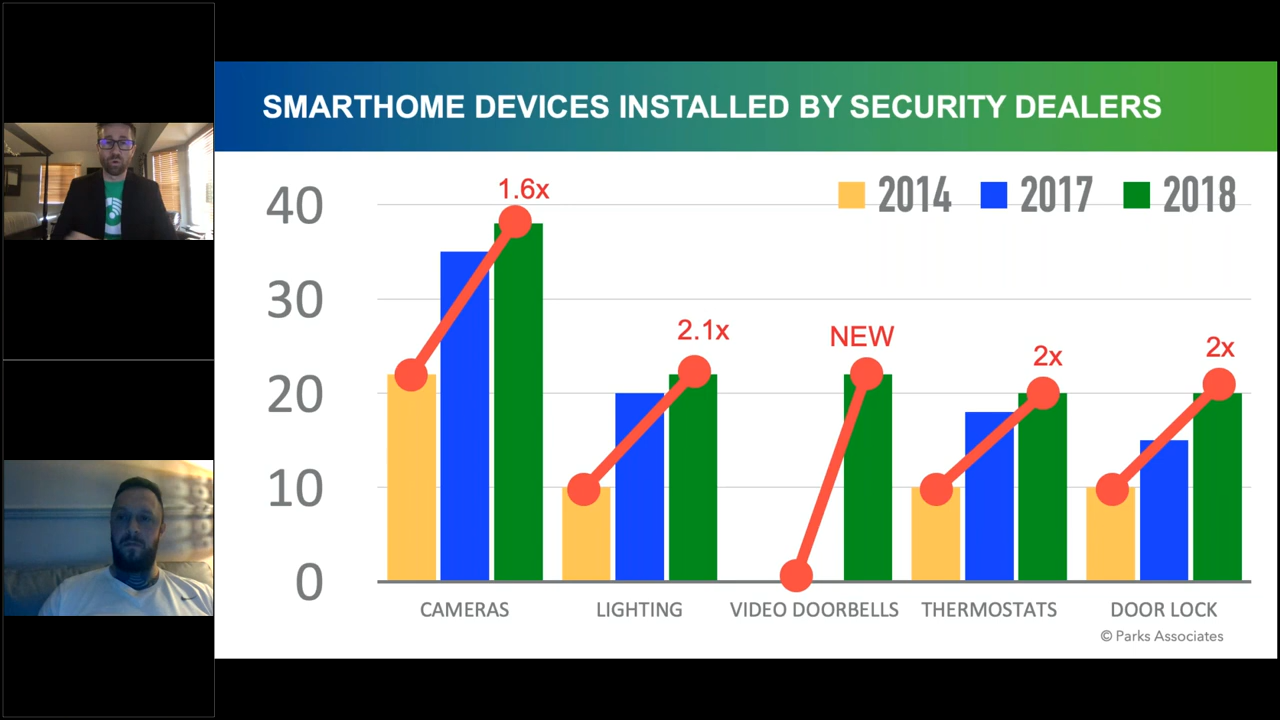 SMARTHOME DEVICES INSTALLED BY SECURITY DEALERS
2014 2017 2018
40
30
20
10
0
1.6x
2.1x
NEW
2x
2x
CAMERAS LIGHTING VIDEO DOORBELLS THERMOSTATS DOOR LOCK
© Parks Associates